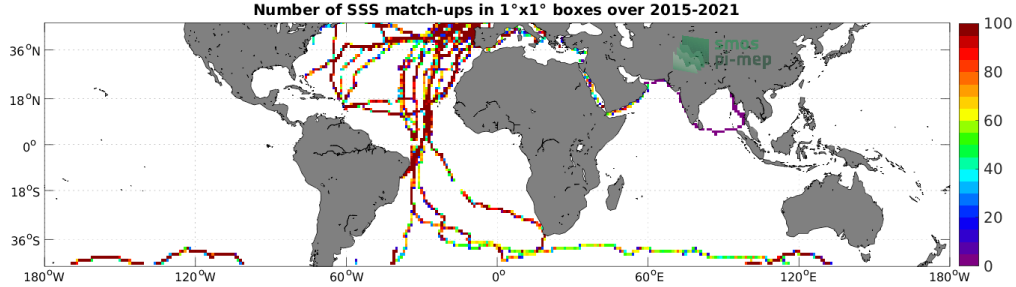 Number of SSS match-ups in 1°x1° boxes over 2015-2021
100
80
60
40
20
0
smos
pi-mep
36°N
18°N
0°
18°S
36°S
180°W 120°W 60°W 0° 60°E 120°E 180°W